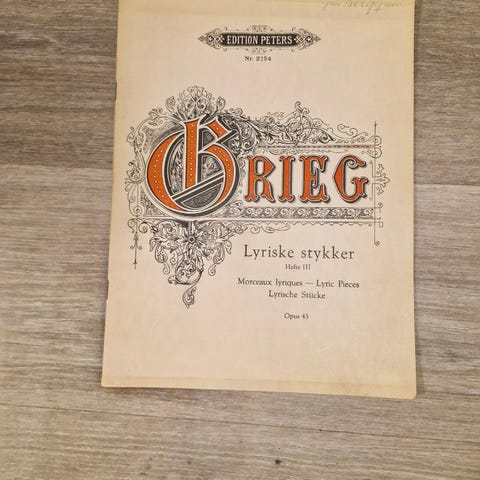 EDITION PETERS
Nr. 2154
GRIEG
Lyriske stykker
Hefte III
Morceaux lyriques — Lyric Pieces
Lyrische Stücke
Opus 43